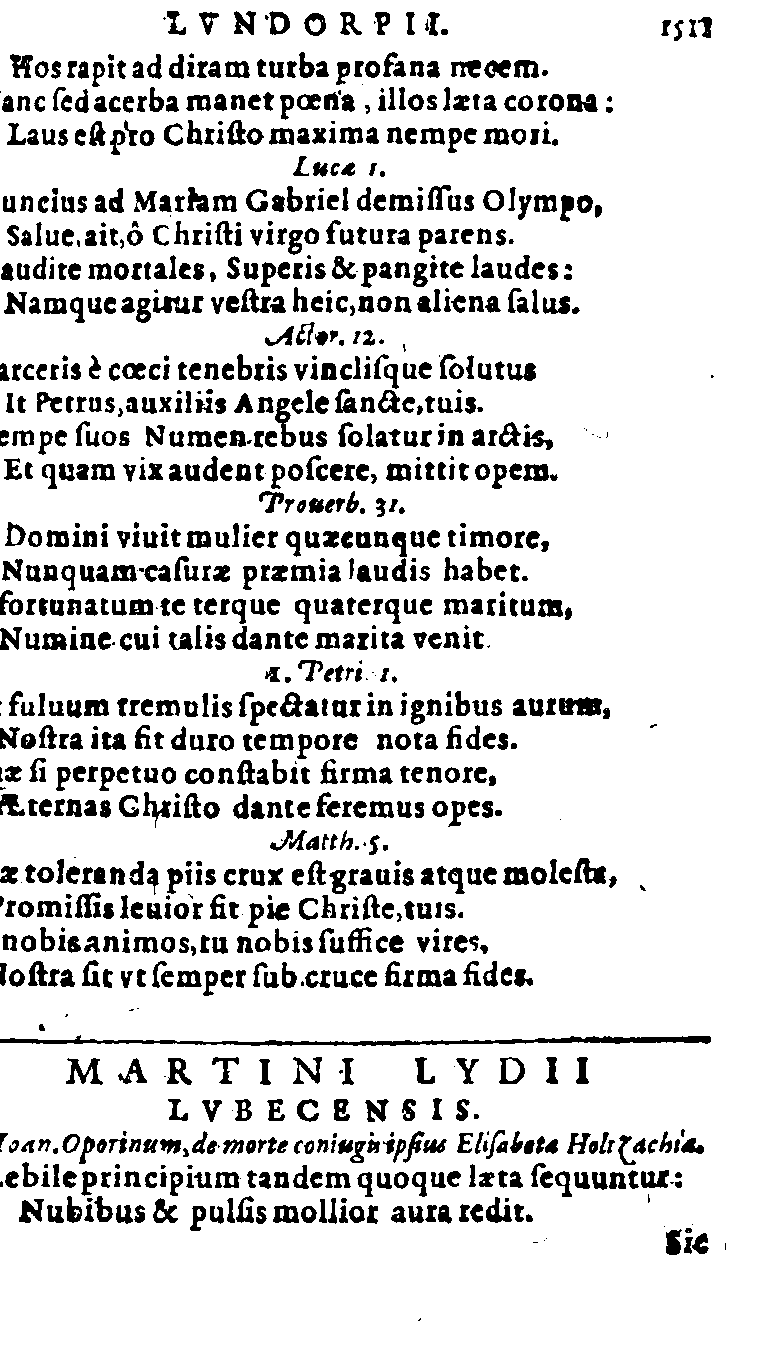 LVNDORPII. 1511
Hos rapit ad diram turba profana necem.
anc ſed acerba manet pœna, illos læta corona:
Laus eſt pro Chriſto maxima nempe mori.
Lucæ 1.
uncius ad Mariam Gabriel demiſſus Olympo,
Salue, ait, ô Chriſti virgo futura parens.
audite mortales, Superis & pangite laudes:
Namque agitur veſtra heic, non aliena ſalus.
Actor. 12.
arceris è cœci tenebris vincliſque ſolutus
It Petrus, auxiliis Angele ſancte, tuis.
empe ſuos Numen rebus ſolatur in arctis,
Et quam vix audent poſcere, mittit opem.
Prouerb. 31.
Domini viuit mulier quæcunque timore,
Nunquam caſuræ præmia laudis habet.
fortunatum te terque quaterque maritum,
Numine cui talis dante marita venit.
1. Petri 1.
fuluum tremulis ſpectatur in ignibus aurum,
Noſtra ita fit duro tempore nota fides.
æ ſi perpetuo conſtabit firma tenore,
Æternas Chriſto dante feremus opes.
Matth. 5.
æ toleranda piis crux eſt grauis atque moleſta,
Promiſſis leuior fit pie Chriſte, tuis.
nobis animos, tu nobis ſuffice vires,
Noſtra ſit vt ſemper ſub cruce firma fides.
MARTINI LYDII
LVBECENSIS.
Ioan. Oporinum, de morte coniugis ipſius Eliſabeta Holtzachia.
lebile principium tandem quoque læta ſequuntur:
Nubibus & pulſis mollior aura redit.
Sic